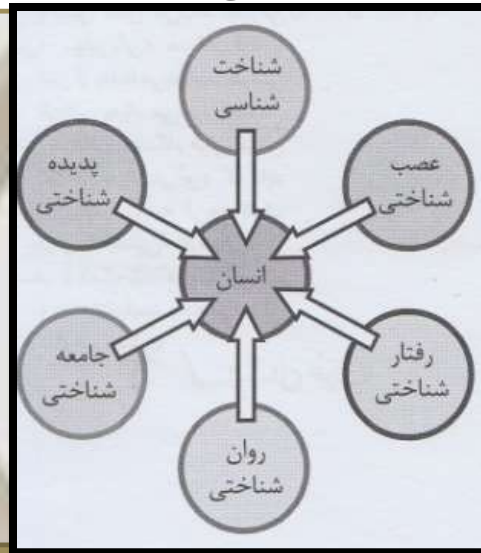 شناخت
شناسی
عصب
شناختی
پدیده
شناختی
انسان
رفتار
شناختی
جامعه
شناختی
روان
شناختی